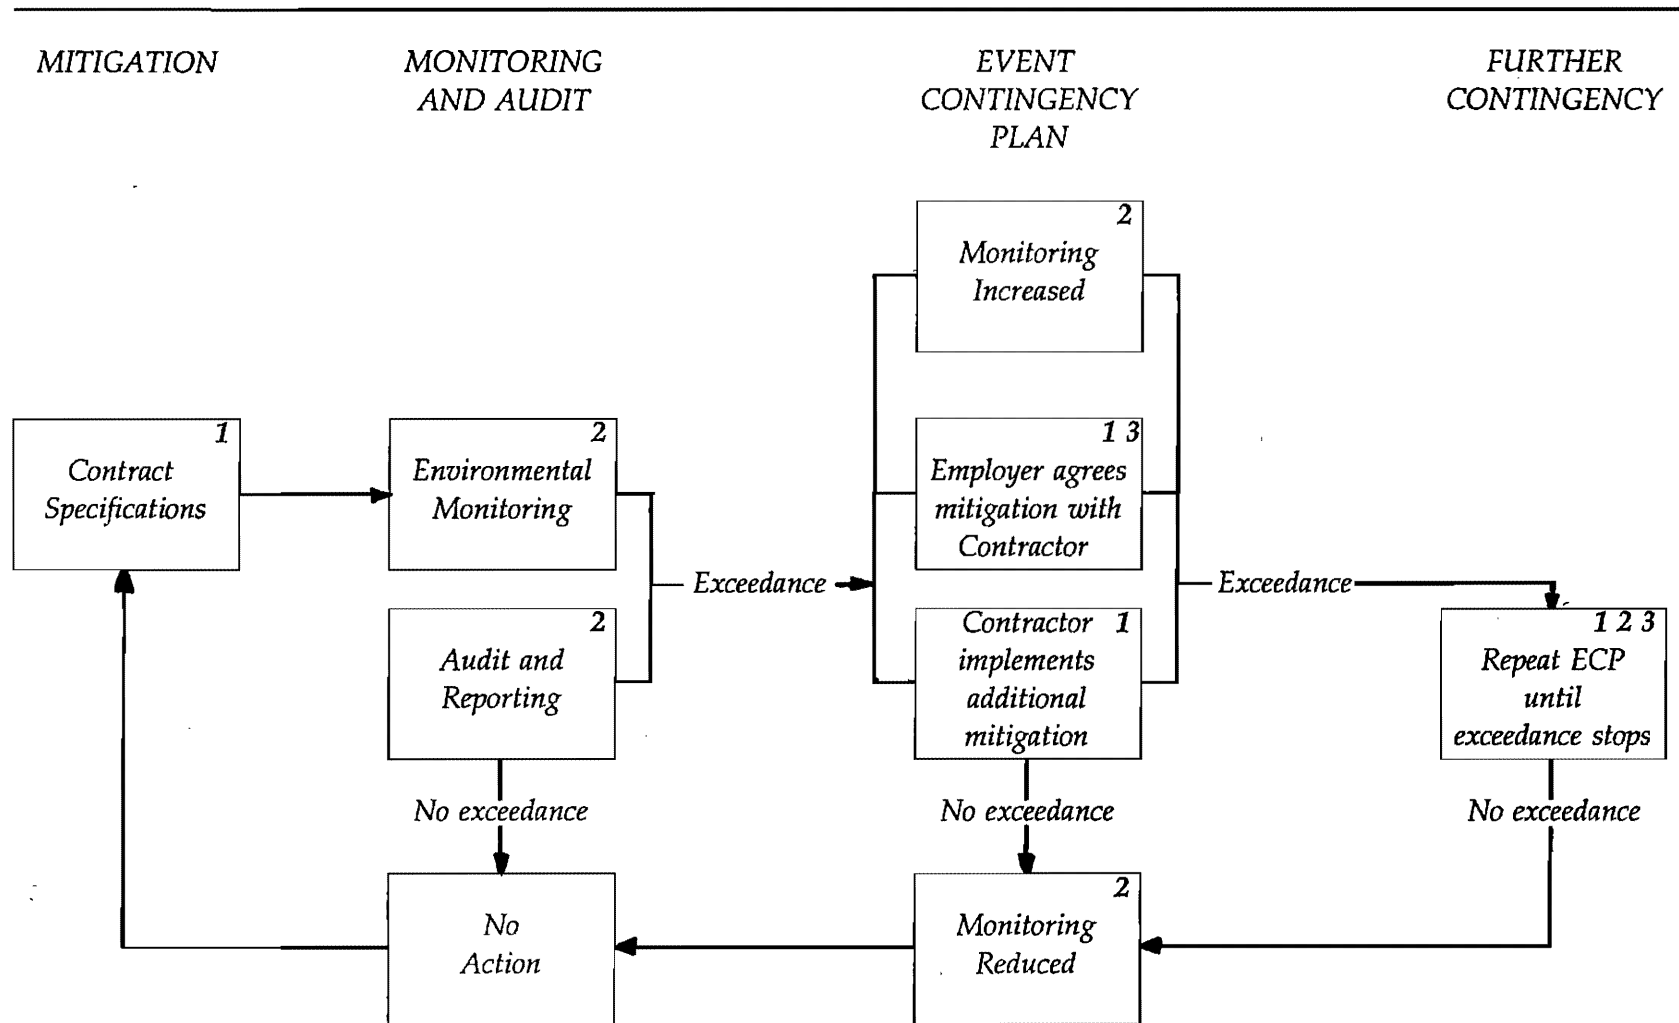 MITIGATION
MONITORING
AND AUDIT
EVENT
CONTINGENCY
PLAN
FURTHER
CONTINGENCY
2
Monitoring
Increased
1
Contract
Specifications
2
Environmental
Monitoring
1 3
Employer agrees
mitigation with
Contractor
Exceedance
Exceedance
2
Audit and
Reporting
Contractor 1
implements
additional
mitigation
1 2 3
Repeat ECP
until
exceedance stops
No exceedance
No exceedance
No exceedance
No
Action
2
Monitoring
Reduced